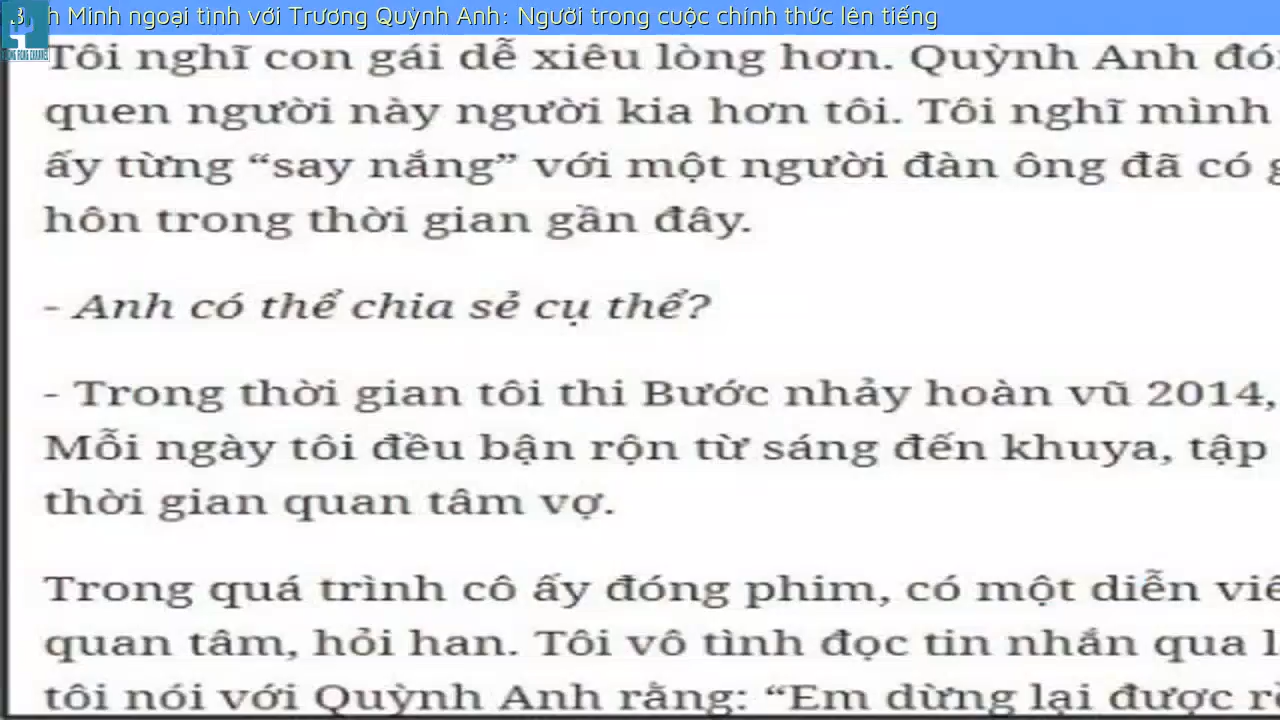 Minh ngoại tình với Trương Quỳnh Anh: Người trong cuộc chính thức lên tiếng
Tôi nghĩ con gái dễ xiêu lòng hơn. Quỳnh Anh
quen người này người kia hơn tôi. Tôi nghĩ mình
ấy từng “say nắng” với một người đàn ông đã có
hôn trong thời gian gần đây.
- Anh có thể chia sẻ cụ thể?
- Trong thời gian tôi thi Bước nhảy hoàn vũ 2014,
Mỗi ngày tôi đều bận rộn từ sáng đến khuya, tập
thời gian quan tâm vợ.
Trong quá trình cô ấy đóng phim, có một diễn
quan tâm, hỏi han. Tôi vô tình đọc tin nhắn qua
tôi nói với Quỳnh Anh rằng: “Em dừng lại được